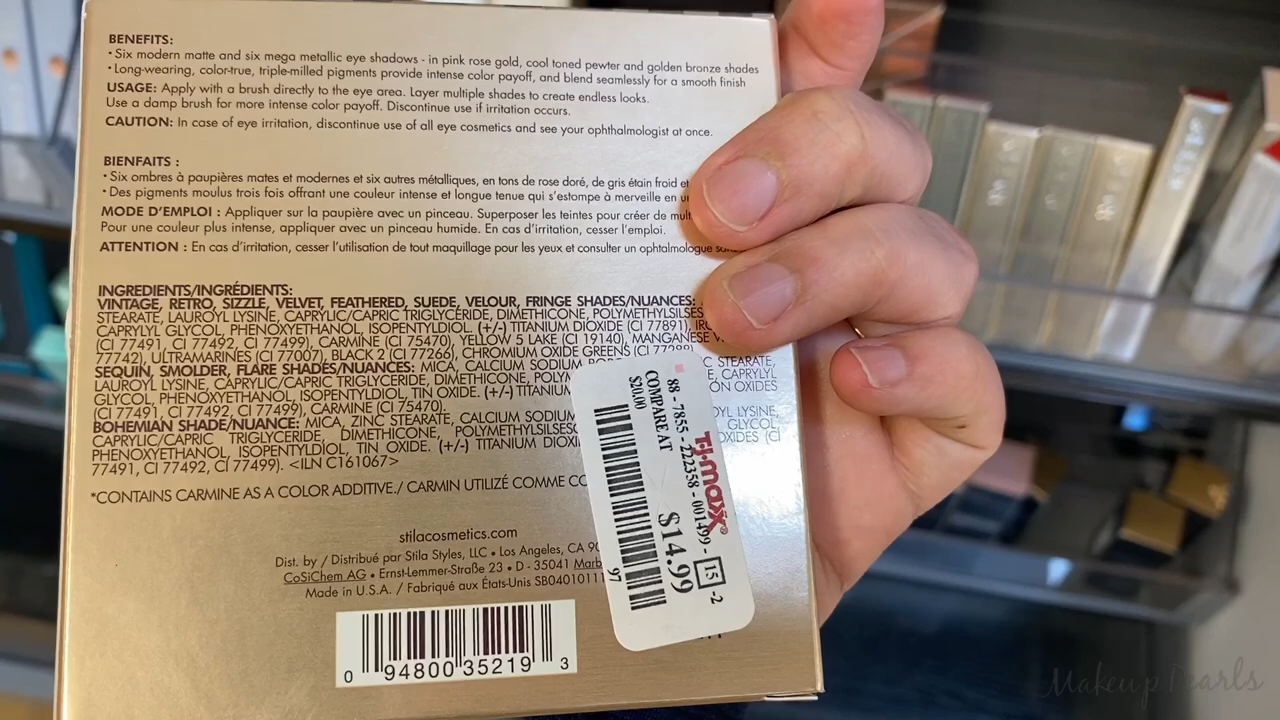 BENEFITS:
• Six modern matte and six mega metallic eye shadows - in pink rose gold, cool toned pewter and golden bronze shades
• Long-wearing, color-true, triple-milled pigments provide intense color payoff, and blend seamlessly for a smooth finish
USAGE: Apply with a brush directly to the eye area. Layer multiple shades to create endless looks.
Use a damp brush for more intense color payoff. Discontinue use if irritation occurs.
CAUTION: In case of eye irritation, discontinue use of all eye cosmetics and see your ophthalmologist at once.
BIENFAITS :
• Six ombres à paupières mates et modernes et six autres métalliques, en tons de rose doré, de gris étain froid et
• Des pigments moulus trois fois offrant une couleur intense et longue tenue qui s'estompe à merveille en
MODE D'EMPLOI : Appliquer sur la paupière avec un pinceau. Superposer les teintes pour créer de
Pour une couleur plus intense, appliquer avec un pinceau humide. En cas d'irritation, cesser l'emploi.
ATTENTION : En cas d'irritation, cesser l'utilisation de tout maquillage pour les yeux et consulter un ophtalmologue
INGREDIENTS/INGRÉDIENTS:
VINTAGE, RETRO, SIZZLE, VELVET, FEATHERED, SUEDE, VELOUR, FRINGE SHADES/NUANCES:
STEARATE, LAUROYL LYSINE, CAPRYLIC/CAPRIC TRIGLYCERIDE, DIMETHICONE,
CAPRYLYL GLYCOL, PHENOXYETHANOL, ISOPENTYLDIOL. (+/-) TITANIUM DIOXIDE (CI 77891),
(CI 77491, CI 77492, CI 77499), CARMINE (CI 75470), YELLOW 5 LAKE (CI 19140), MANGANESE
77742), ULTRAMARINES (CI 77007), BLACK 2 (CI 77266), CHROMIUM OXIDE GREENS (CI 77288)
SEQUIN, SMOLDER, FLARE SHADES/NUANCES: MICA, CALCIUM SODIUM STEARATE,
LAUROYL LYSINE, CAPRYLIC/CAPRIC TRIGLYCERIDE, DIMETHICONE, CAPRYLYL
GLYCOL, PHENOXYETHANOL, ISOPENTYLDIOL, TIN OXIDE. (+/-) TITANIUM OXIDES
(CI 77491, CI 77492, CI 77499), CARMINE (CI 75470).
BOHEMIAN SHADE/NUANCE: MICA, ZINC STEARATE, CALCIUM SODIUM LYSINE,
CAPRYLIC/CAPRIC TRIGLYCERIDE, DIMETHICONE, GLYCOL,
PHENOXYETHANOL, ISOPENTYLDIOL, TIN OXIDE. (+/-) TITANIUM (CI
77491, CI 77492, CI 77499). <ILN C161067>
*CONTAINS CARMINE AS A COLOR ADDITIVE./ CARMIN UTILIZÉ COMME
stilacosmetics.com
Dist. by / Distribué par Stila Styles, LLC • Los Angeles, CA
CoSiChem AG • Ernst-Lemmer-Straße 23 • D - 35041
Made in U.S.A. / Fabriqué aux États-Unis
0 94800 35219 3
T.J.maxx®
88 - 7855 - 222358 - 001499 - 15 -2
COMPARE AT
$20.00
$14.99
97
Makeup Pearls